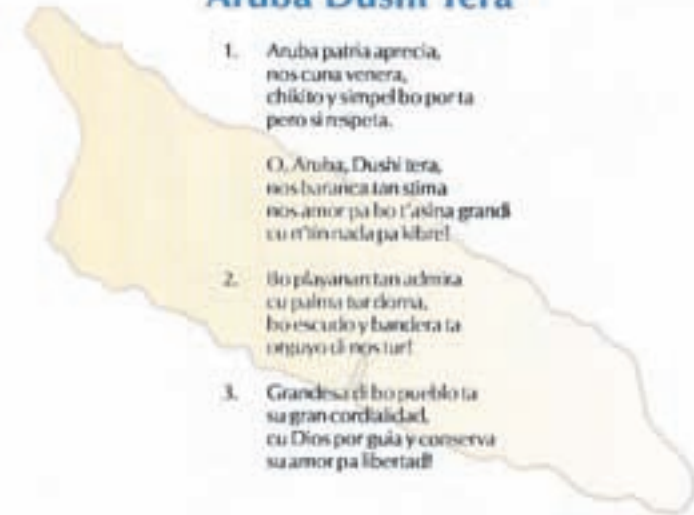 Aruba Dushi Tera
1. Aruba patria aprecia,
nos cuna venera,
chikito y simpel bo por ta
pero si respeta.
O, Aruba, Dushi tera,
nos baranca tan stima
nos amor pa bo t'asina grandi
cu n'tin nada pa kibre!
2. Bo playanan tan admira
cu palma tur dorna,
bo escudo y bandera ta
orguyo di nos tur!
3. Grandesa di bo pueblo ta
su gran cordialidad,
cu Dios por guia y conserva
su amor pa libertad!